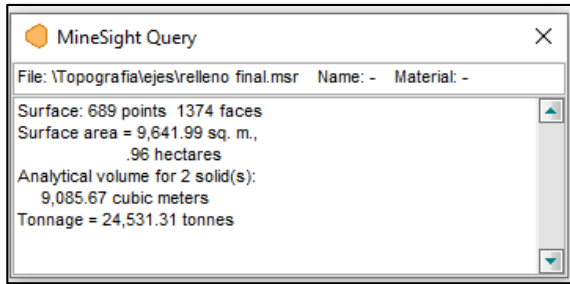 MineSight Query
File: \Topografia\ejes\relleno final.msr Name: - Material: -
Surface: 689 points 1374 faces
Surface area = 9,641.99 sq. m.,
.96 hectares
Analytical volume for 2 solid(s):
9,085.67 cubic meters
Tonnage = 24,531.31 tonnes